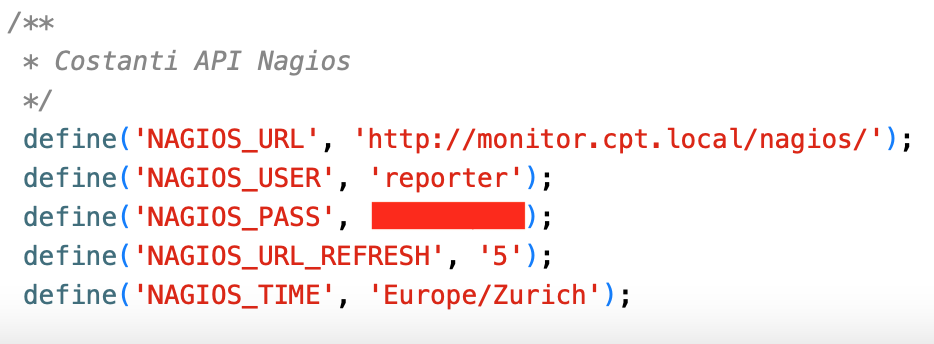 /**
* Costanti API Nagios
*/
define('NAGIOS_URL', 'http://monitor.cpt.local/nagios/');
define('NAGIOS_USER', 'reporter');
define('NAGIOS_PASS', );
define('NAGIOS_URL_REFRESH', '5');
define('NAGIOS_TIME', 'Europe/Zurich');